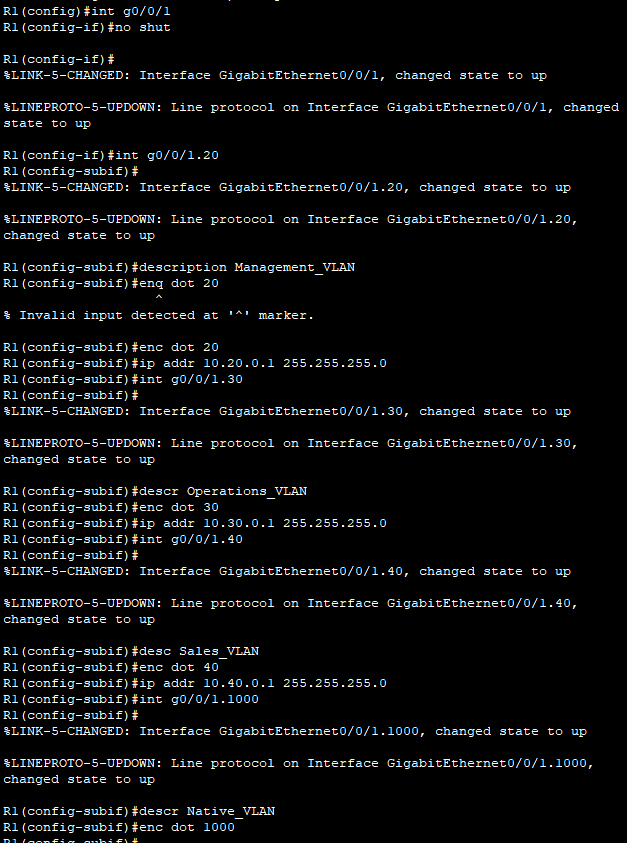 R1(config)#int g0/0/1
R1(config-if)#no shut
R1(config-if)#
%LINK-5-CHANGED: Interface GigabitEthernet0/0/1, changed state to up
%LINEPROTO-5-UPDOWN: Line protocol on Interface GigabitEthernet0/0/1, changed
state to up
R1(config-if)#int g0/0/1.20
R1(config-subif)#
%LINK-5-CHANGED: Interface GigabitEthernet0/0/1.20, changed state to up
%LINEPROTO-5-UPDOWN: Line protocol on Interface GigabitEthernet0/0/1.20,
changed state to up
R1(config-subif)#description Management_VLAN
R1(config-subif)#enq dot 20
^
% Invalid input detected at '^' marker.
R1(config-subif)#enc dot 20
R1(config-subif)#ip addr 10.20.0.1 255.255.255.0
R1(config-subif)#int g0/0/1.30
R1(config-subif)#
%LINK-5-CHANGED: Interface GigabitEthernet0/0/1.30, changed state to up
%LINEPROTO-5-UPDOWN: Line protocol on Interface GigabitEthernet0/0/1.30,
changed state to up
R1(config-subif)#descr Operations_VLAN
R1(config-subif)#enc dot 30
R1(config-subif)#ip addr 10.30.0.1 255.255.255.0
R1(config-subif)#int g0/0/1.40
R1(config-subif)#
%LINK-5-CHANGED: Interface GigabitEthernet0/0/1.40, changed state to up
%LINEPROTO-5-UPDOWN: Line protocol on Interface GigabitEthernet0/0/1.40,
changed state to up
R1(config-subif)#desc Sales_VLAN
R1(config-subif)#enc dot 40
R1(config-subif)#ip addr 10.40.0.1 255.255.255.0
R1(config-subif)#int g0/0/1.1000
R1(config-subif)#
%LINK-5-CHANGED: Interface GigabitEthernet0/0/1.1000, changed state to up
%LINEPROTO-5-UPDOWN: Line protocol on Interface GigabitEthernet0/0/1.1000,
changed state to up
R1(config-subif)#descr Native_VLAN
R1(config-subif)#enc dot 1000
R1(config-subif)#